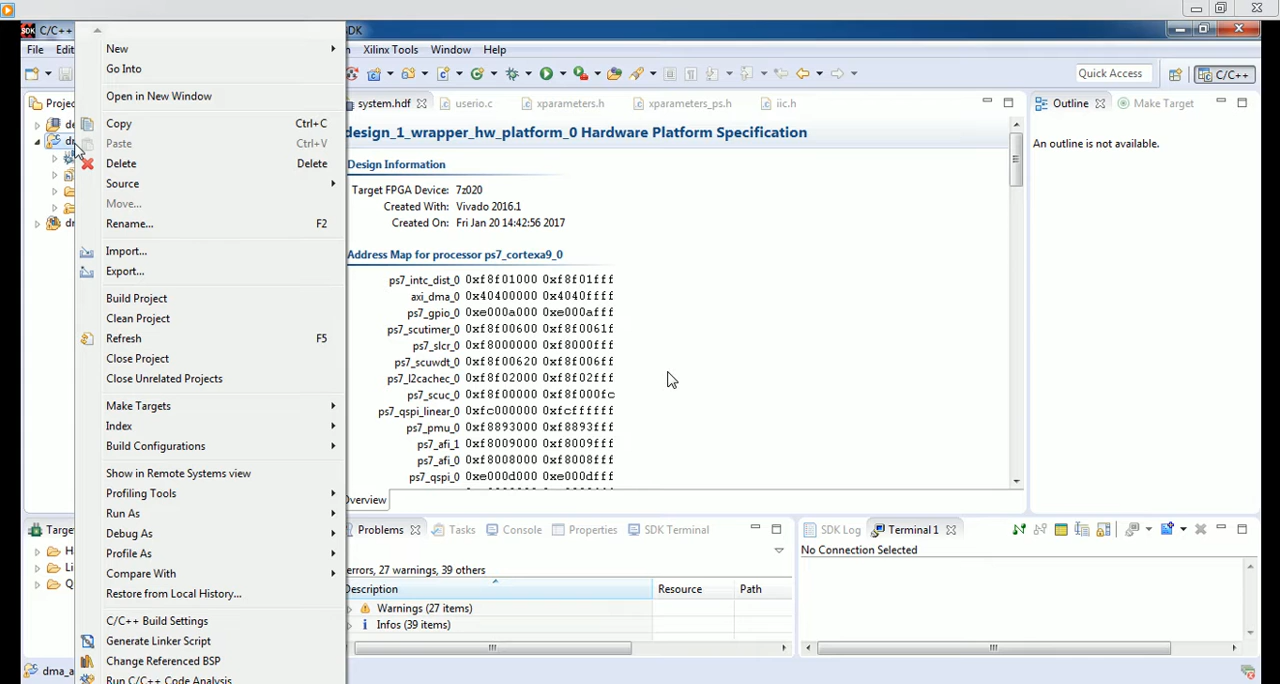 SDK C/C++ SDK
File Edit Xilinx Tools Window Help
Quick Access C/C++
Projec
system.hdf userio.c xparameters.h xparameters_ps.h iic.h
Outline Make Target
An outline is not available.
New
Go Into
Open in New Window
Copy Ctrl+C
Paste Ctrl+V
Delete Delete
Source
Move...
Rename... F2
Import...
Export...
Build Project
Clean Project
Refresh F5
Close Project
Close Unrelated Projects
Make Targets
Index
Build Configurations
Show in Remote Systems view
Profiling Tools
Run As
Debug As
Profile As
Compare With
Restore from Local History...
C/C++ Build Settings
Generate Linker Script
Change Referenced BSP
Run C/C++ Code Analysis
design_1_wrapper_hw_platform_0 Hardware Platform Specification
Design Information
Target FPGA Device: 7z020
Created With: Vivado 2016.1
Created On: Fri Jan 20 14:42:56 2017
Address Map for processor ps7_cortexa9_0
ps7_intc_dist_0 0xf8f01000 0xf8f01fff
axi_dma_0 0x40400000 0x4040ffff
ps7_gpio_0 0xe000a000 0xe000afff
ps7_scutimer_0 0xf8f00600 0xf8f0061f
ps7_slcr_0 0xf8000000 0xf8000fff
ps7_scuwdt_0 0xf8f00620 0xf8f006ff
ps7_l2cachec_0 0xf8f02000 0xf8f02fff
ps7_scuc_0 0xf8f00000 0xf8f000fc
ps7_qspi_linear_0 0xfc000000 0xfcffffff
ps7_pmu_0 0xf8893000 0xf8893fff
ps7_afi_1 0xf8009000 0xf8009fff
ps7_afi_0 0xf8008000 0xf8008fff
ps7_qspi_0 0xe000d000 0xe000dfff
Overview
Targe
H
Li
Q
Problems Tasks Console Properties SDK Terminal
errors, 27 warnings, 39 others
Description Resource Path
Warnings (27 items)
Infos (39 items)
SDK Log Terminal 1
No Connection Selected
dma_a